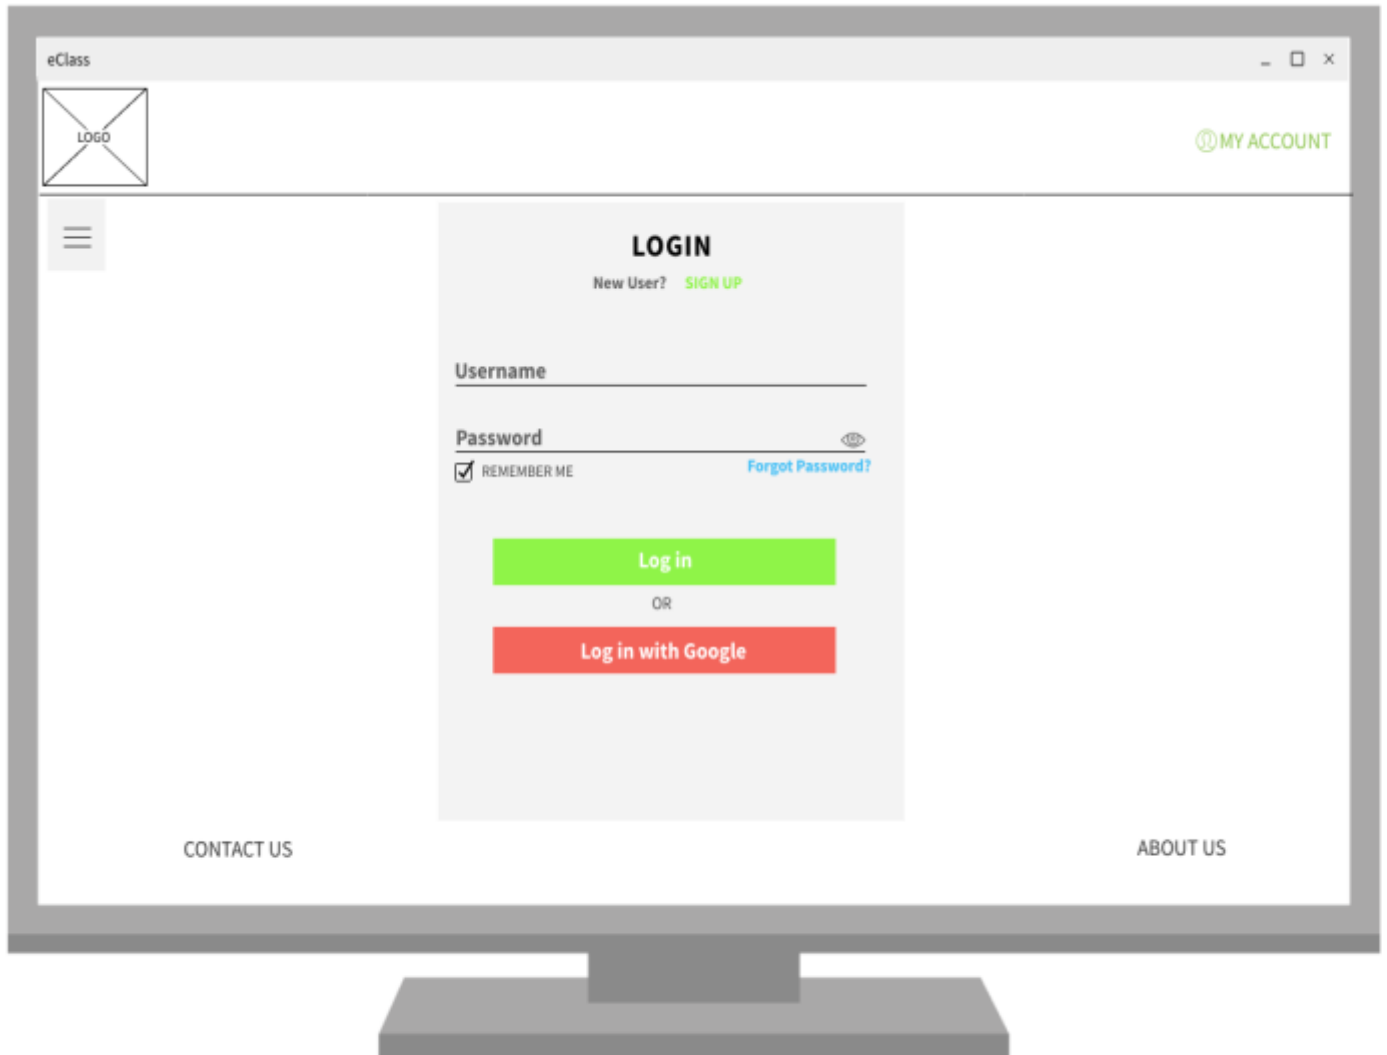 eClass
LOGO
MY ACCOUNT
LOGIN
New User? SIGN UP
Username
Password
REMEMBER ME
Forgot Password?
Log in
OR
Log in with Google
CONTACT US
ABOUT US